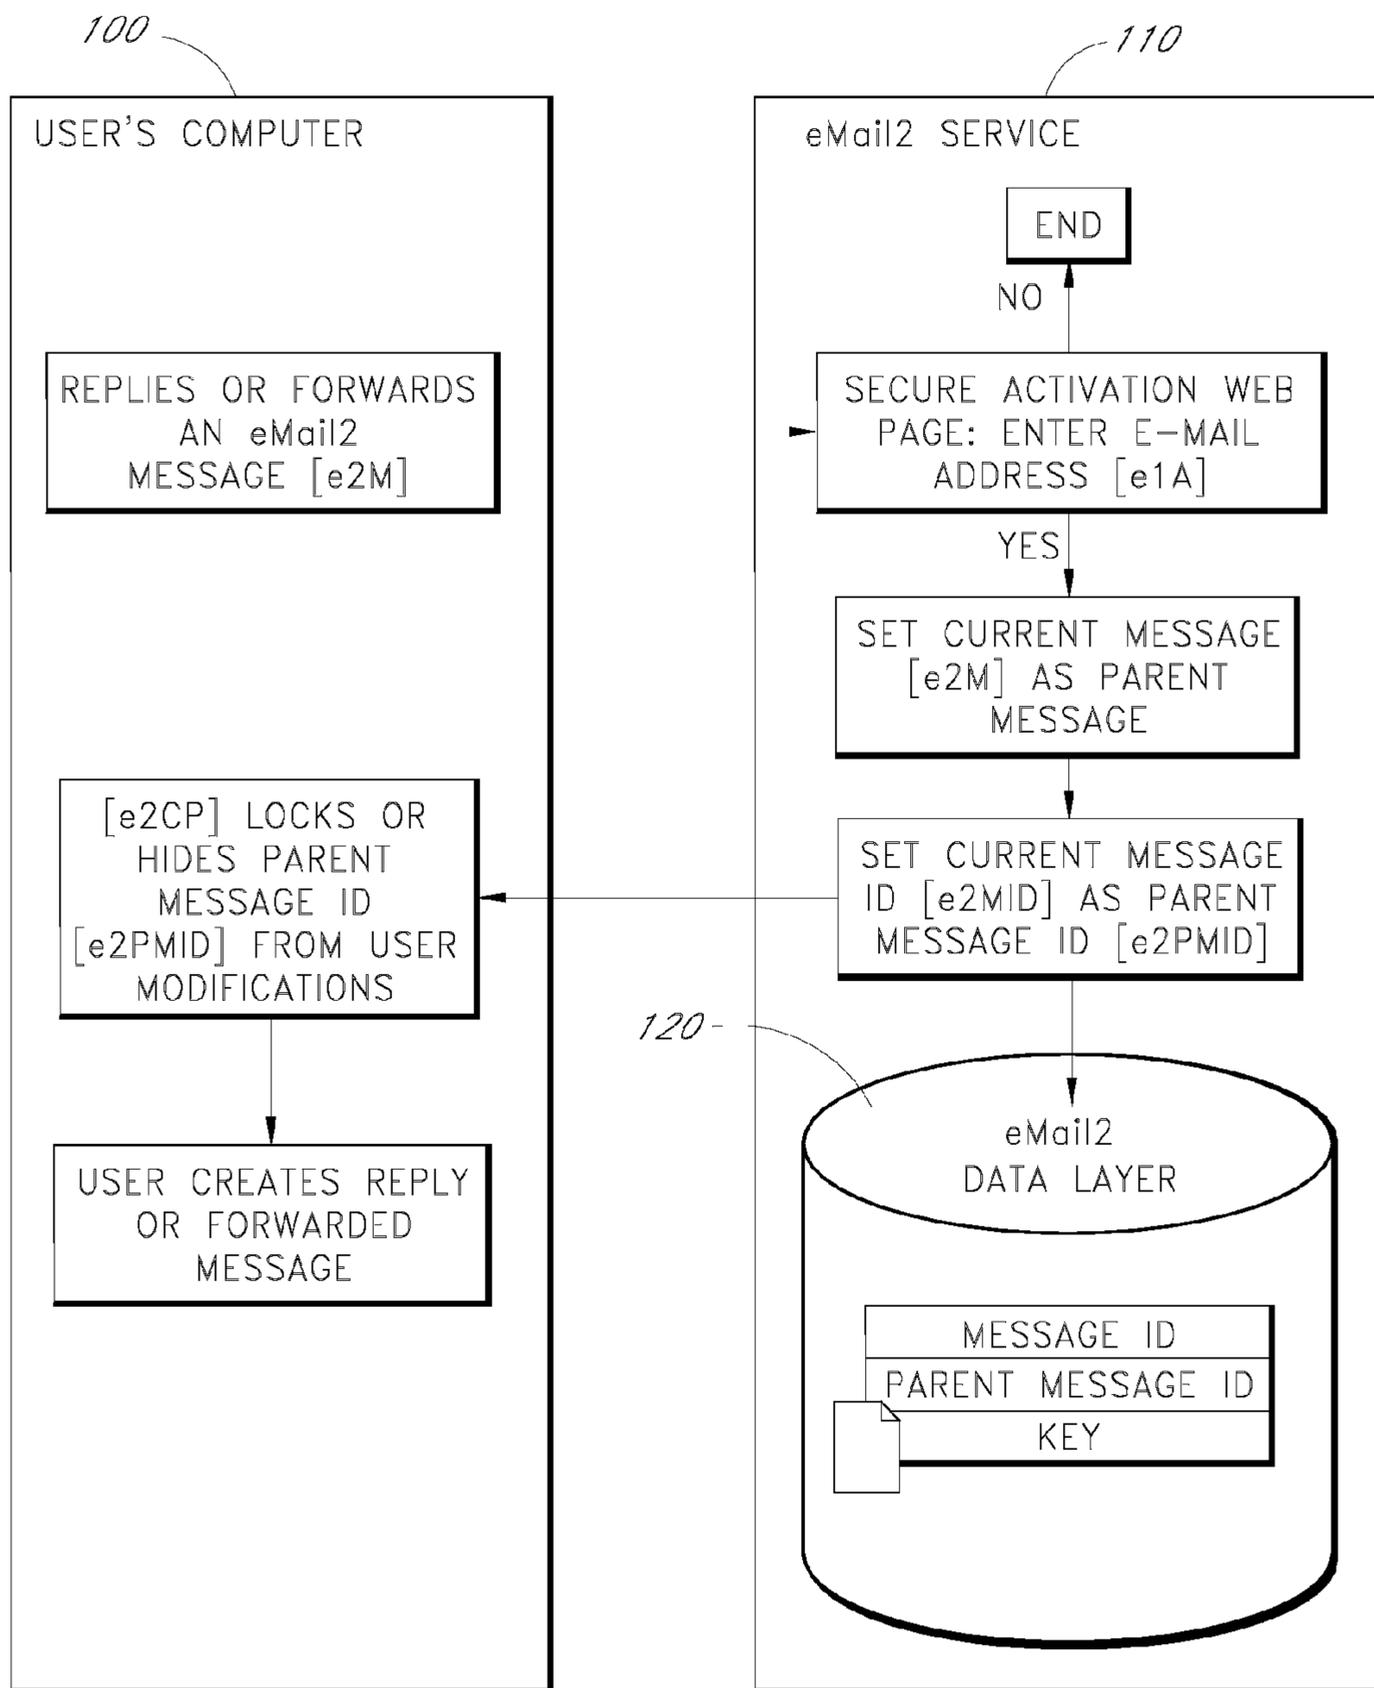 100
110
USER'S COMPUTER
eMail2 SERVICE
END
NO
REPLIES OR FORWARDS
AN eMail2
MESSAGE [e2M]
SECURE ACTIVATION WEB
PAGE: ENTER E-MAIL
ADDRESS [e1A]
YES
SET CURRENT MESSAGE
[e2M] AS PARENT
MESSAGE
[e2CP] LOCKS OR
HIDES PARENT
MESSAGE ID
[e2PMID] FROM USER
MODIFICATIONS
SET CURRENT MESSAGE
ID [e2MID] AS PARENT
MESSAGE ID [e2PMID]
120
USER CREATES REPLY
OR FORWARDED
MESSAGE
eMail2
DATA LAYER
MESSAGE ID
PARENT MESSAGE ID
KEY